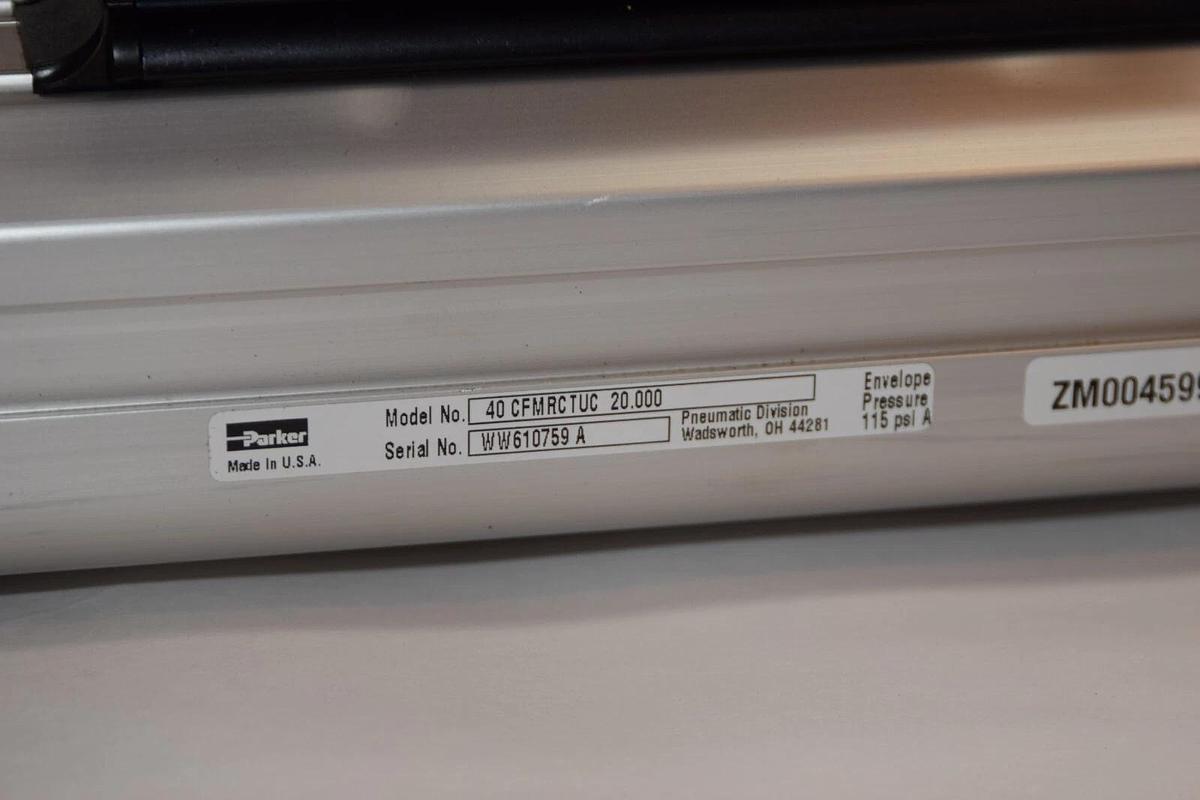 Parker
Made In U.S.A.
Model No. 40 CFMRCTUC 20.000
Serial No. WW610759 A
Pneumatic Division
Wadsworth, OH 44281
Envelope
Pressure
115 psi A
ZM004599